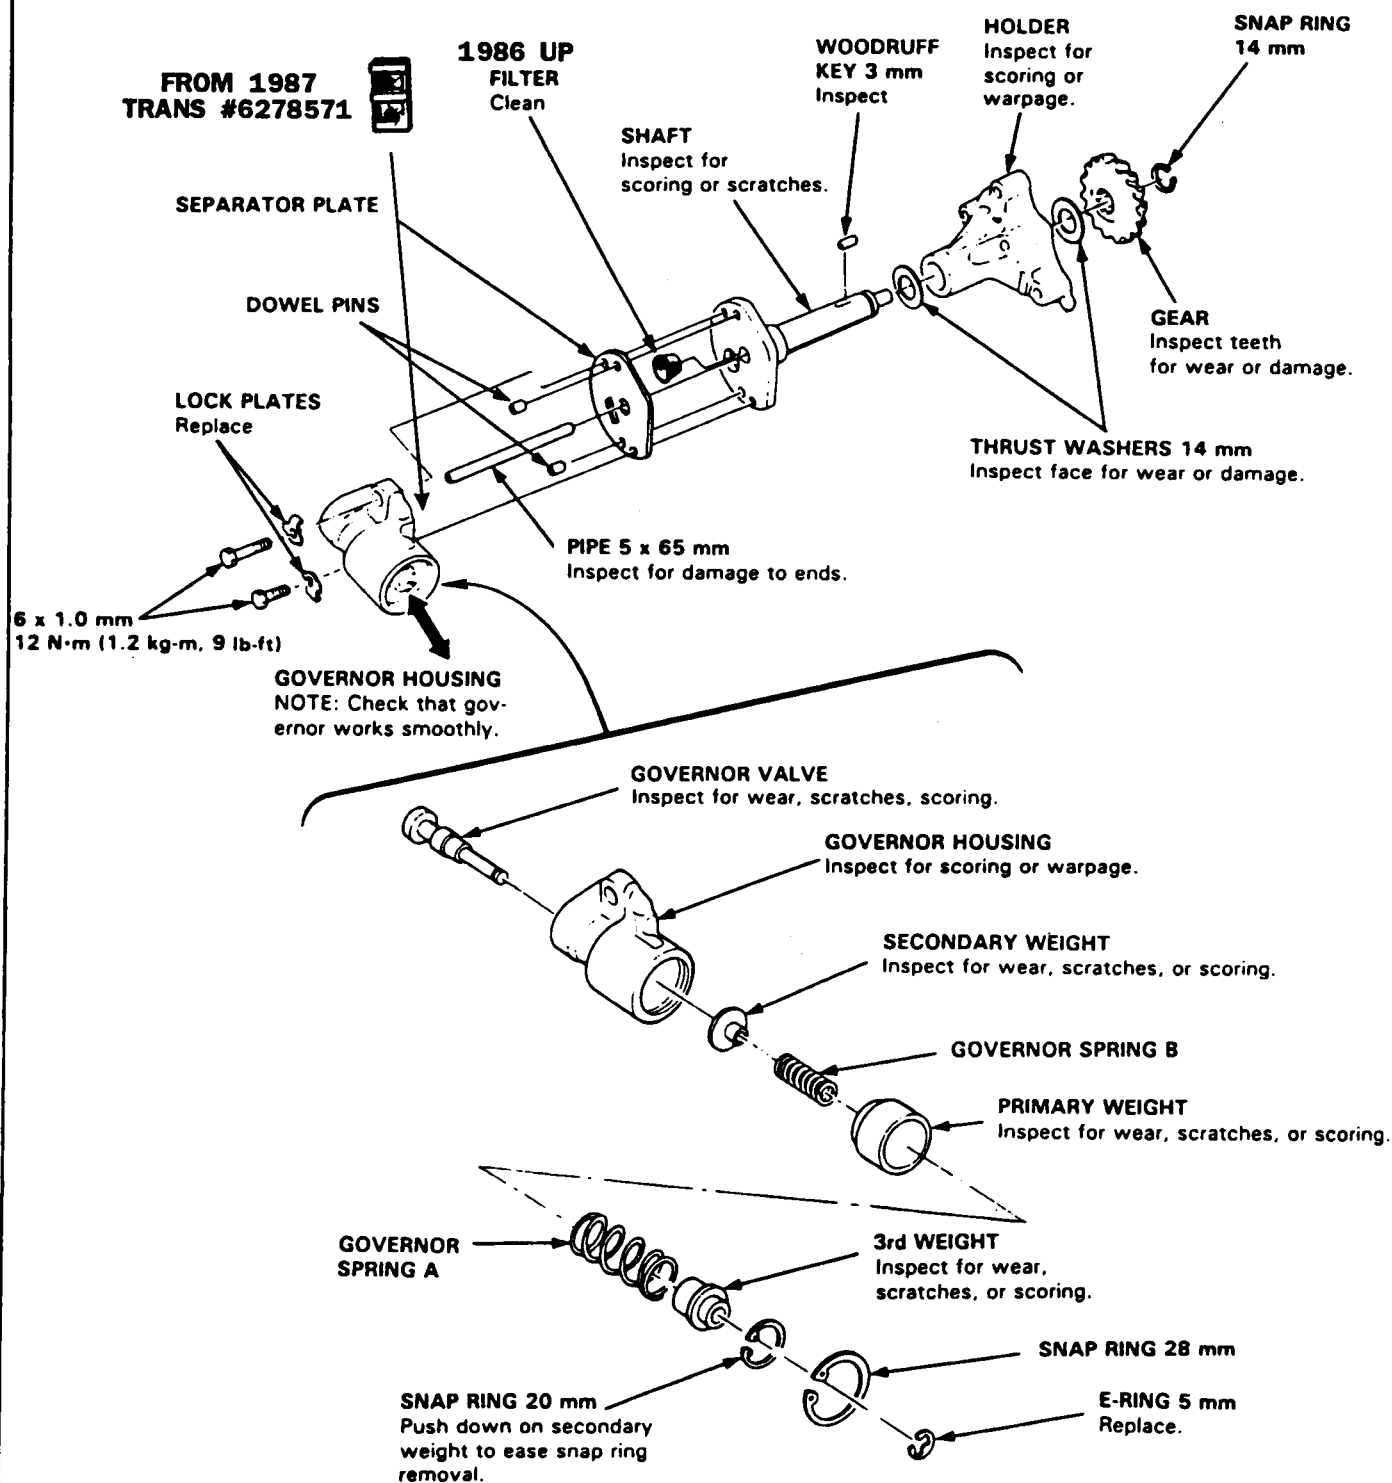 FROM 1987
TRANS #6278571
1986 UP
FILTER
Clean
WOODRUFF
KEY 3 mm
Inspect
HOLDER
Inspect for
scoring or
warpage.
SNAP RING
14 mm
SHAFT
Inspect for
scoring or scratches.
SEPARATOR PLATE
DOWEL PINS
LOCK PLATES
Replace
GEAR
Inspect teeth
for wear or damage.
THRUST WASHERS 14 mm
Inspect face for wear or damage.
PIPE 5 x 65 mm
Inspect for damage to ends.
6 x 1.0 mm
12 N·m (1.2 kg-m, 9 lb-ft)
GOVERNOR HOUSING
NOTE: Check that gov-
ernor works smoothly.
GOVERNOR VALVE
Inspect for wear, scratches, scoring.
GOVERNOR HOUSING
Inspect for scoring or warpage.
SECONDARY WEIGHT
Inspect for wear, scratches, or scoring.
GOVERNOR SPRING B
PRIMARY WEIGHT
Inspect for wear, scratches, or scoring.
GOVERNOR
SPRING A
3rd WEIGHT
Inspect for wear,
scratches, or scoring.
SNAP RING 28 mm
SNAP RING 20 mm
Push down on secondary
weight to ease snap ring
removal.
E-RING 5 mm
Replace.